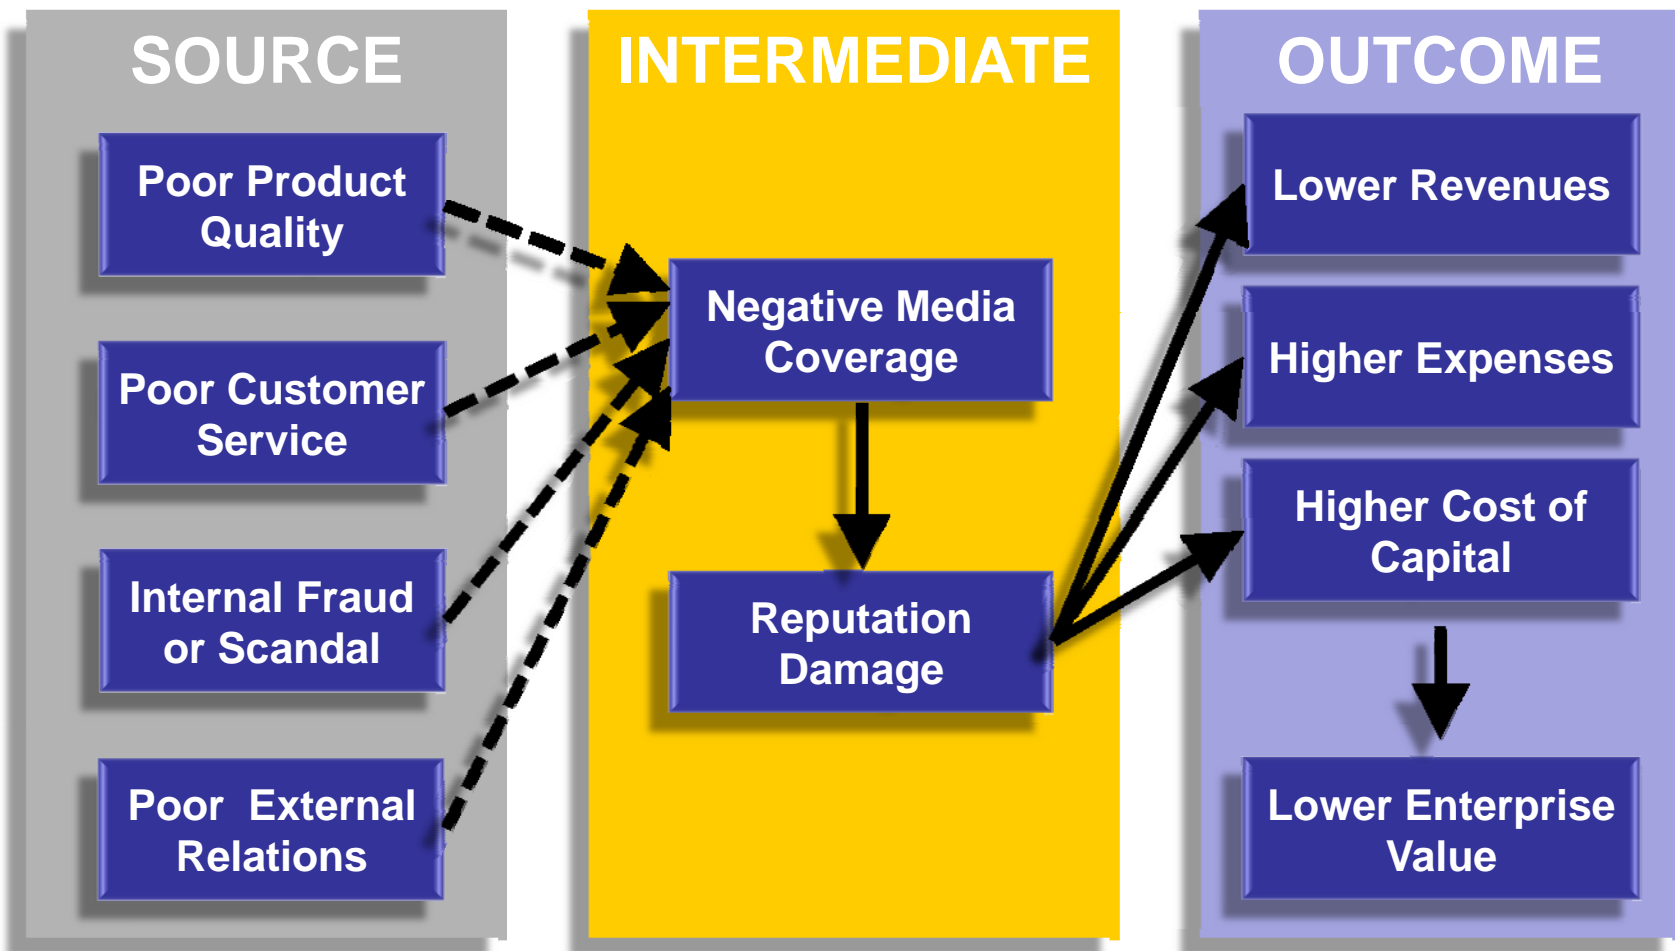 SOURCE
Poor Product
Quality
Poor Customer
Service
Internal Fraud
or Scandal
Poor External
Relations
INTERMEDIATE
Negative Media
Coverage
Reputation
Damage
OUTCOME
Lower Revenues
Higher Expenses
Higher Cost of
Capital
Lower Enterprise
Value